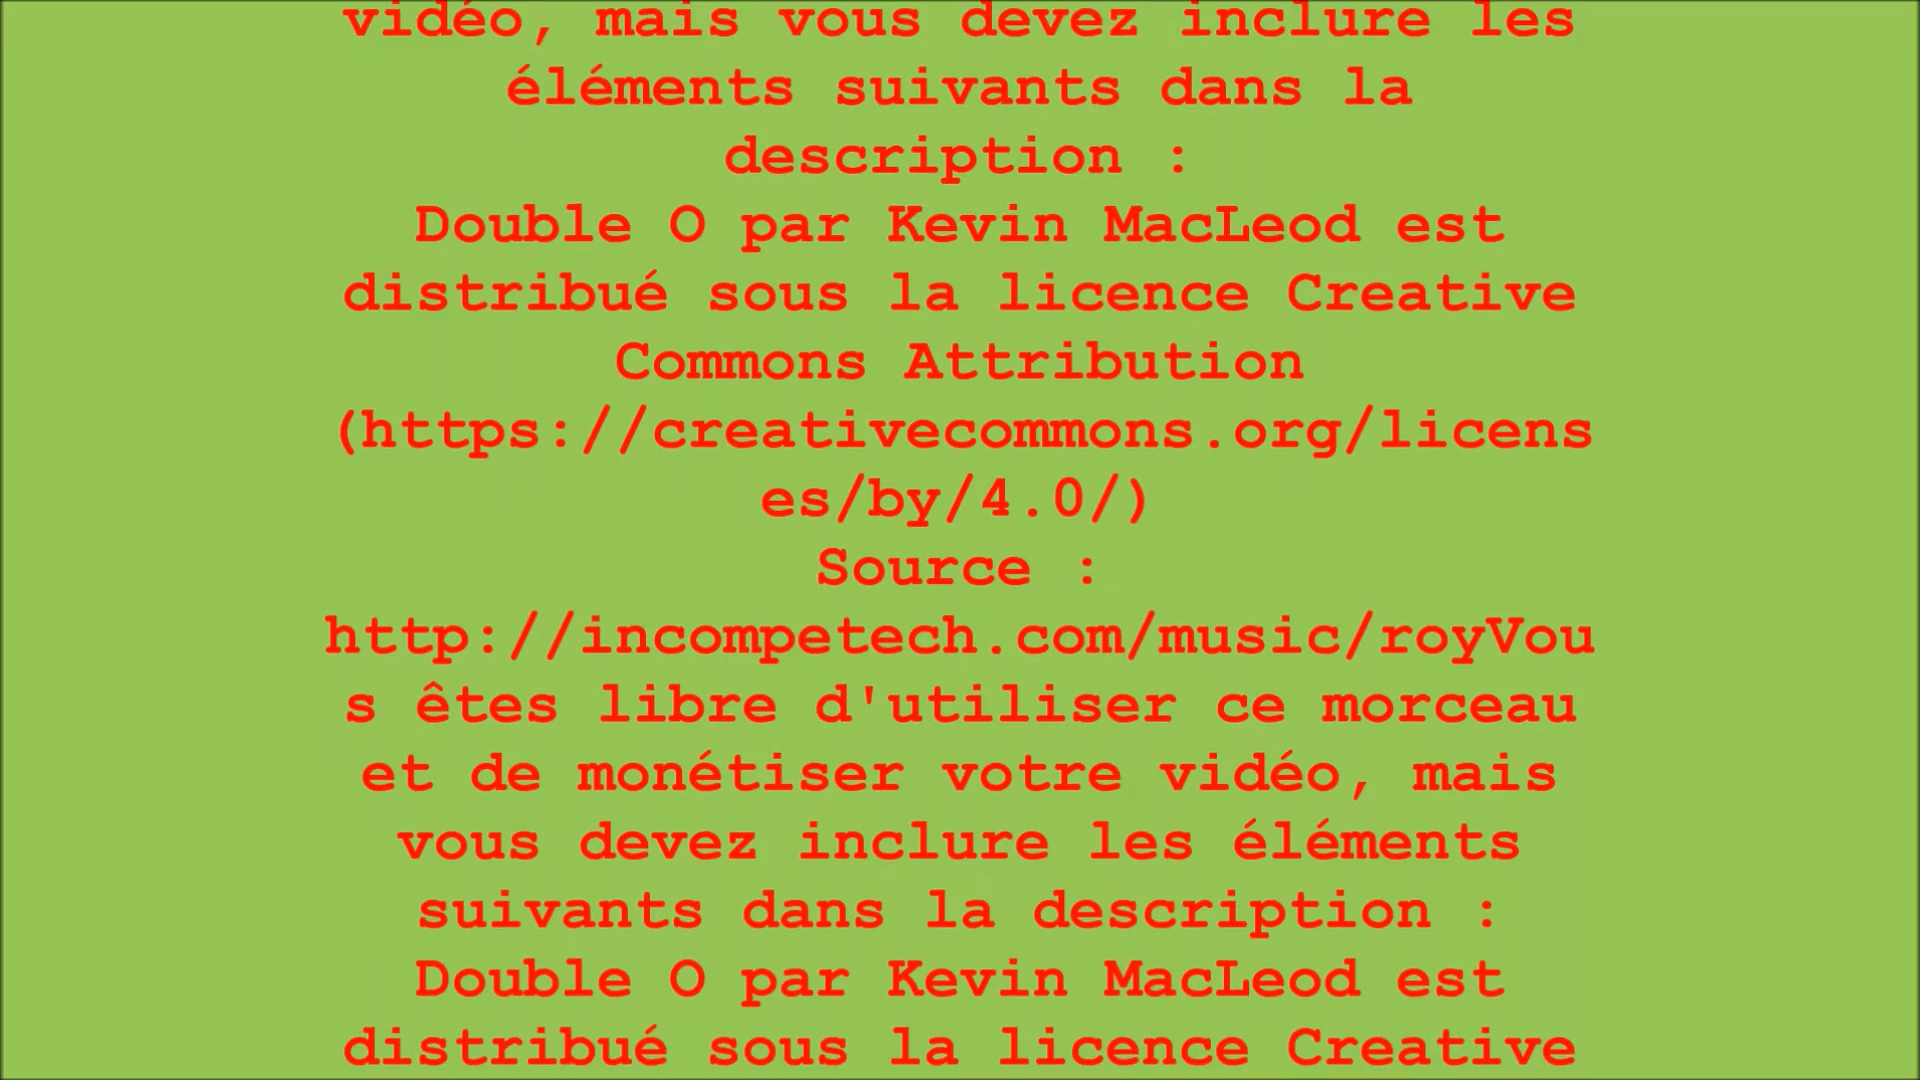 vidéo, mais vous devez inclure les
éléments suivants dans la
description :
Double O par Kevin MacLeod est
distribué sous la licence Creative
Commons Attribution
(https://creativecommons.org/licens
es/by/4.0/)
Source :
http://incompetech.com/music/royVou
s êtes libre d'utiliser ce morceau
et de monétiser votre vidéo, mais
vous devez inclure les éléments
suivants dans la description :
Double O par Kevin MacLeod est
distribué sous la licence Creative